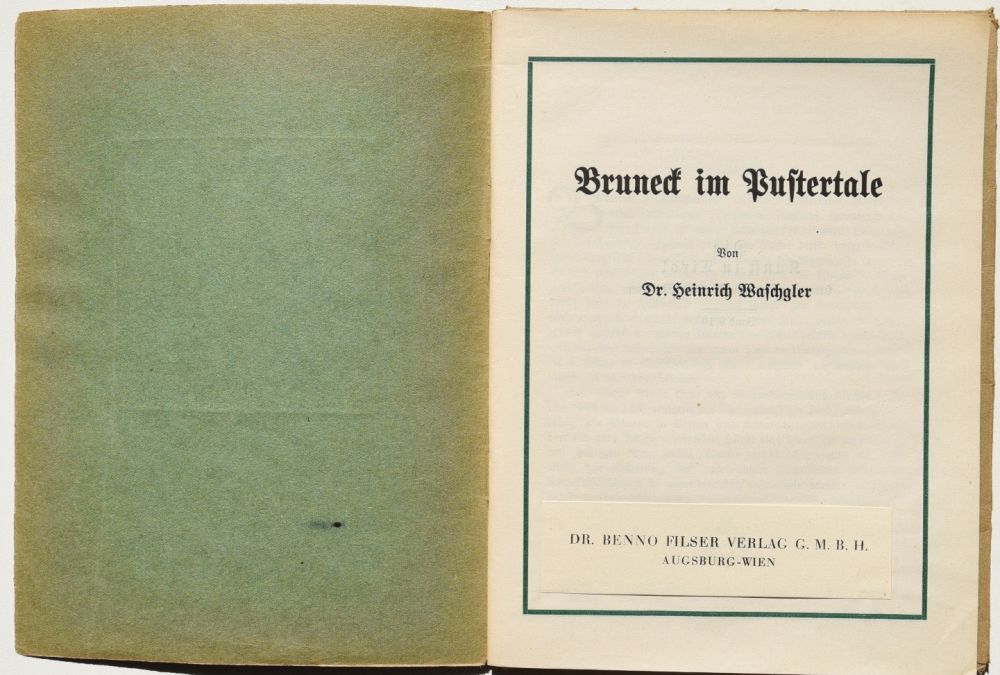 Bruneck im Pustertale
Von
Dr. Heinrich Waschgler
DR. BENNO FILSER VERLAG G. M. B. H.
AUGSBURG-WIEN